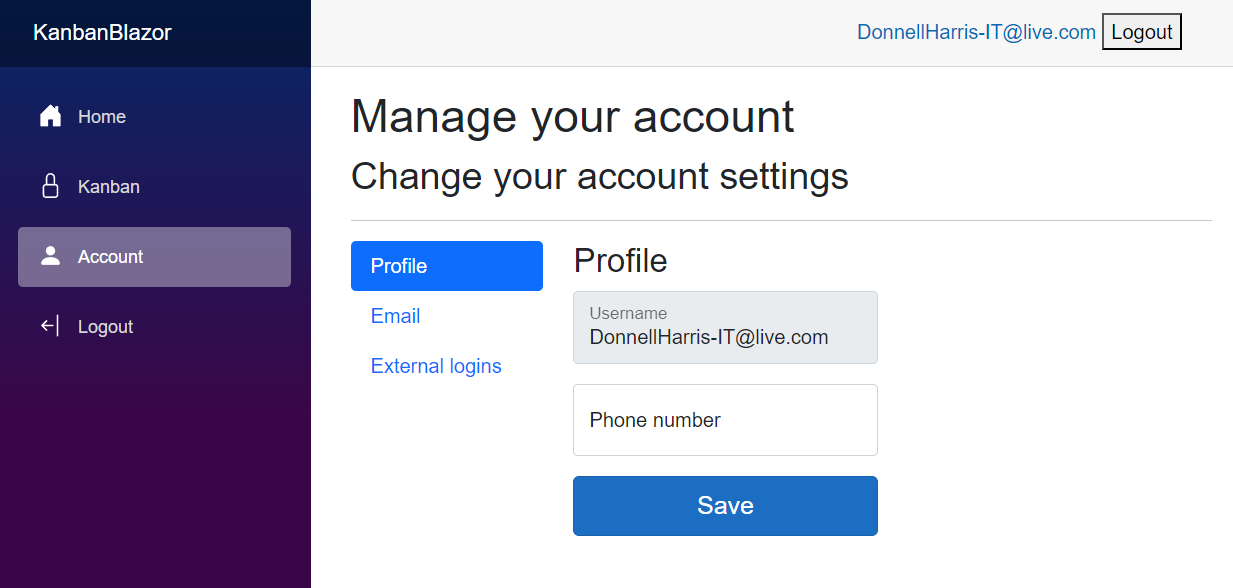 KanbanBlazor
DonnellHarris-IT@live.com Logout
Home
Kanban
Account
Logout
Manage your account
Change your account settings
Profile
Email
External logins
Profile
Username
DonnellHarris-IT@live.com
Phone number
Save